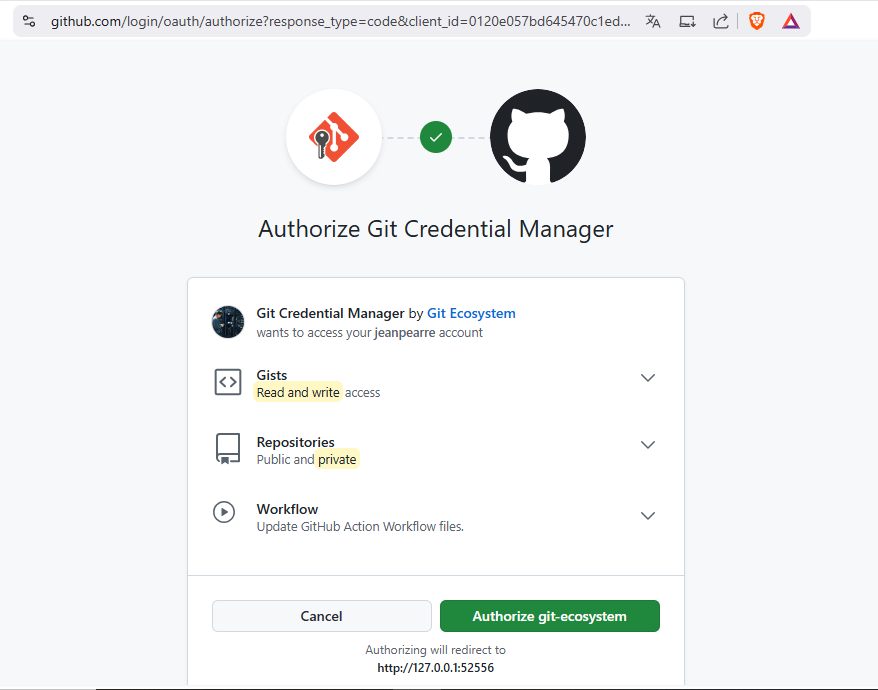 github.com/login/oauth/authorize?response_type=code&client_id=0120e057bd645470c1ed...
Authorize Git Credential Manager
Git Credential Manager by Git Ecosystem
wants to access your jeanpearre account
Gists
Read and write access
Repositories
Public and private
Workflow
Update GitHub Action Workflow files.
Cancel
Authorize git-ecosystem
Authorizing will redirect to
http://127.0.0.1:52556